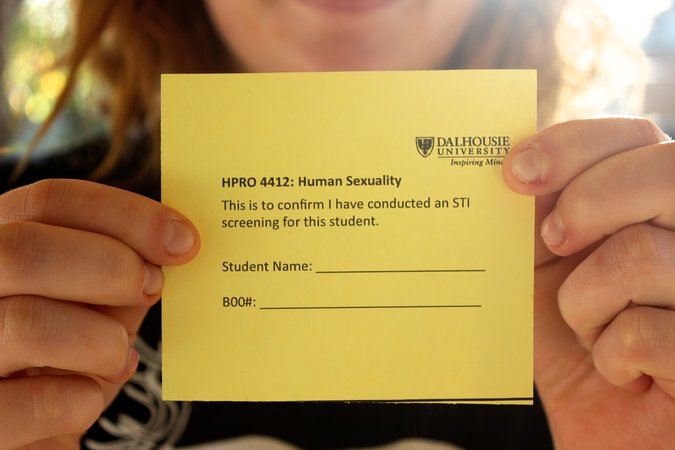 DALHOUSIE
UNIVERSITY
Inspiring
HPRO 4412: Human Sexuality
This is to confirm I have conducted an STI
screening for this student.
Student Name:
B00#: